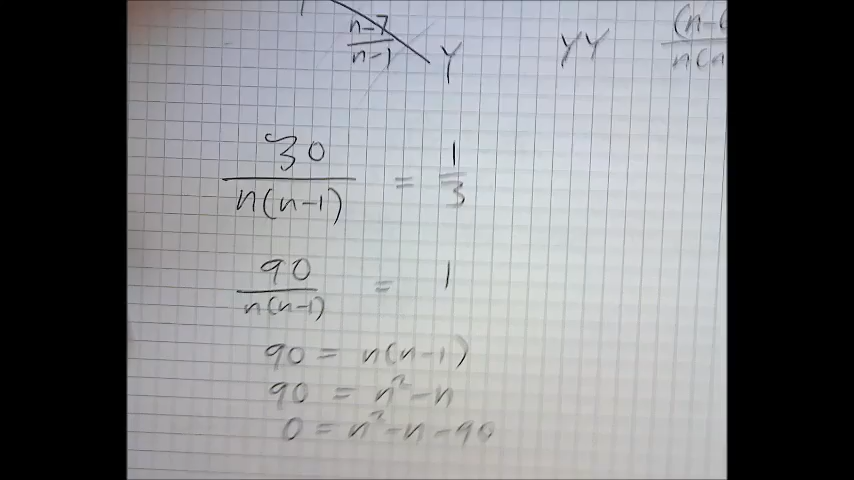 n-7/n-1 Y YY
30/n(n-1) = 1/3
90/n(n-1) = 1
90 = n(n-1)
90 = n²-n
0 = n²-n-90